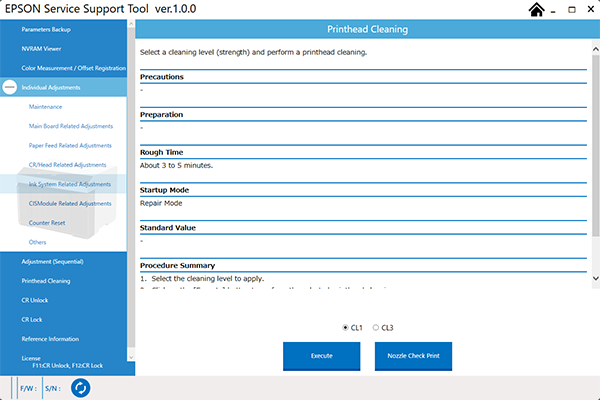 EPSON Service Support Tool ver.1.0.0
Parameters Backup
NVRAM Viewer
Color Measurement / Offset Registration
Individual Adjustments
Maintenance
Main Board Related Adjustments
Paper Feed Related Adjustments
CR/Head Related Adjustments
Ink System Related Adjustments
CISModule Related Adjustments
Counter Reset
Others
Adjustment (Sequential)
Printhead Cleaning
CR Unlock
CR Lock
Reference Information
License
F11:CR Unlock, F12:CR Lock
F/W : S/N :
Printhead Cleaning
Select a cleaning level (strength) and perform a printhead cleaning.
Precautions
-
Preparation
-
Rough Time
About 3 to 5 minutes.
Startup Mode
Repair Mode
Standard Value
-
Procedure Summary
1. Select the cleaning level to apply.
CL1 CL3
Execute Nozzle Check Print